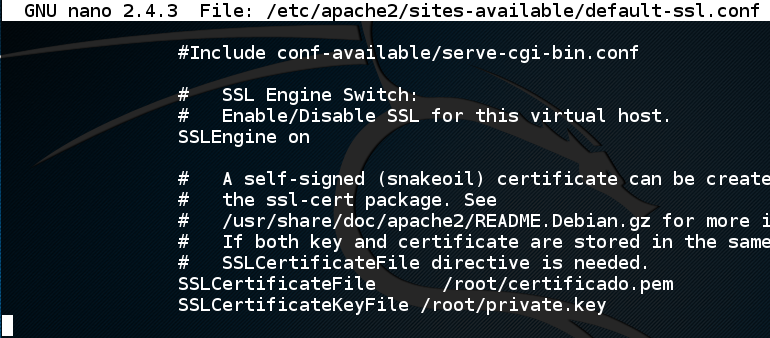 GNU nano 2.4.3 File: /etc/apache2/sites-available/default-ssl.conf
#Include conf-available/serve-cgi-bin.conf
# SSL Engine Switch:
# Enable/Disable SSL for this virtual host.
SSLEngine on
# A self-signed (snakeoil) certificate can be create
# the ssl-cert package. See
# /usr/share/doc/apache2/README.Debian.gz for more i
# If both key and certificate are stored in the same
# SSLCertificateFile directive is needed.
SSLCertificateFile /root/certificado.pem
SSLCertificateKeyFile /root/private.key